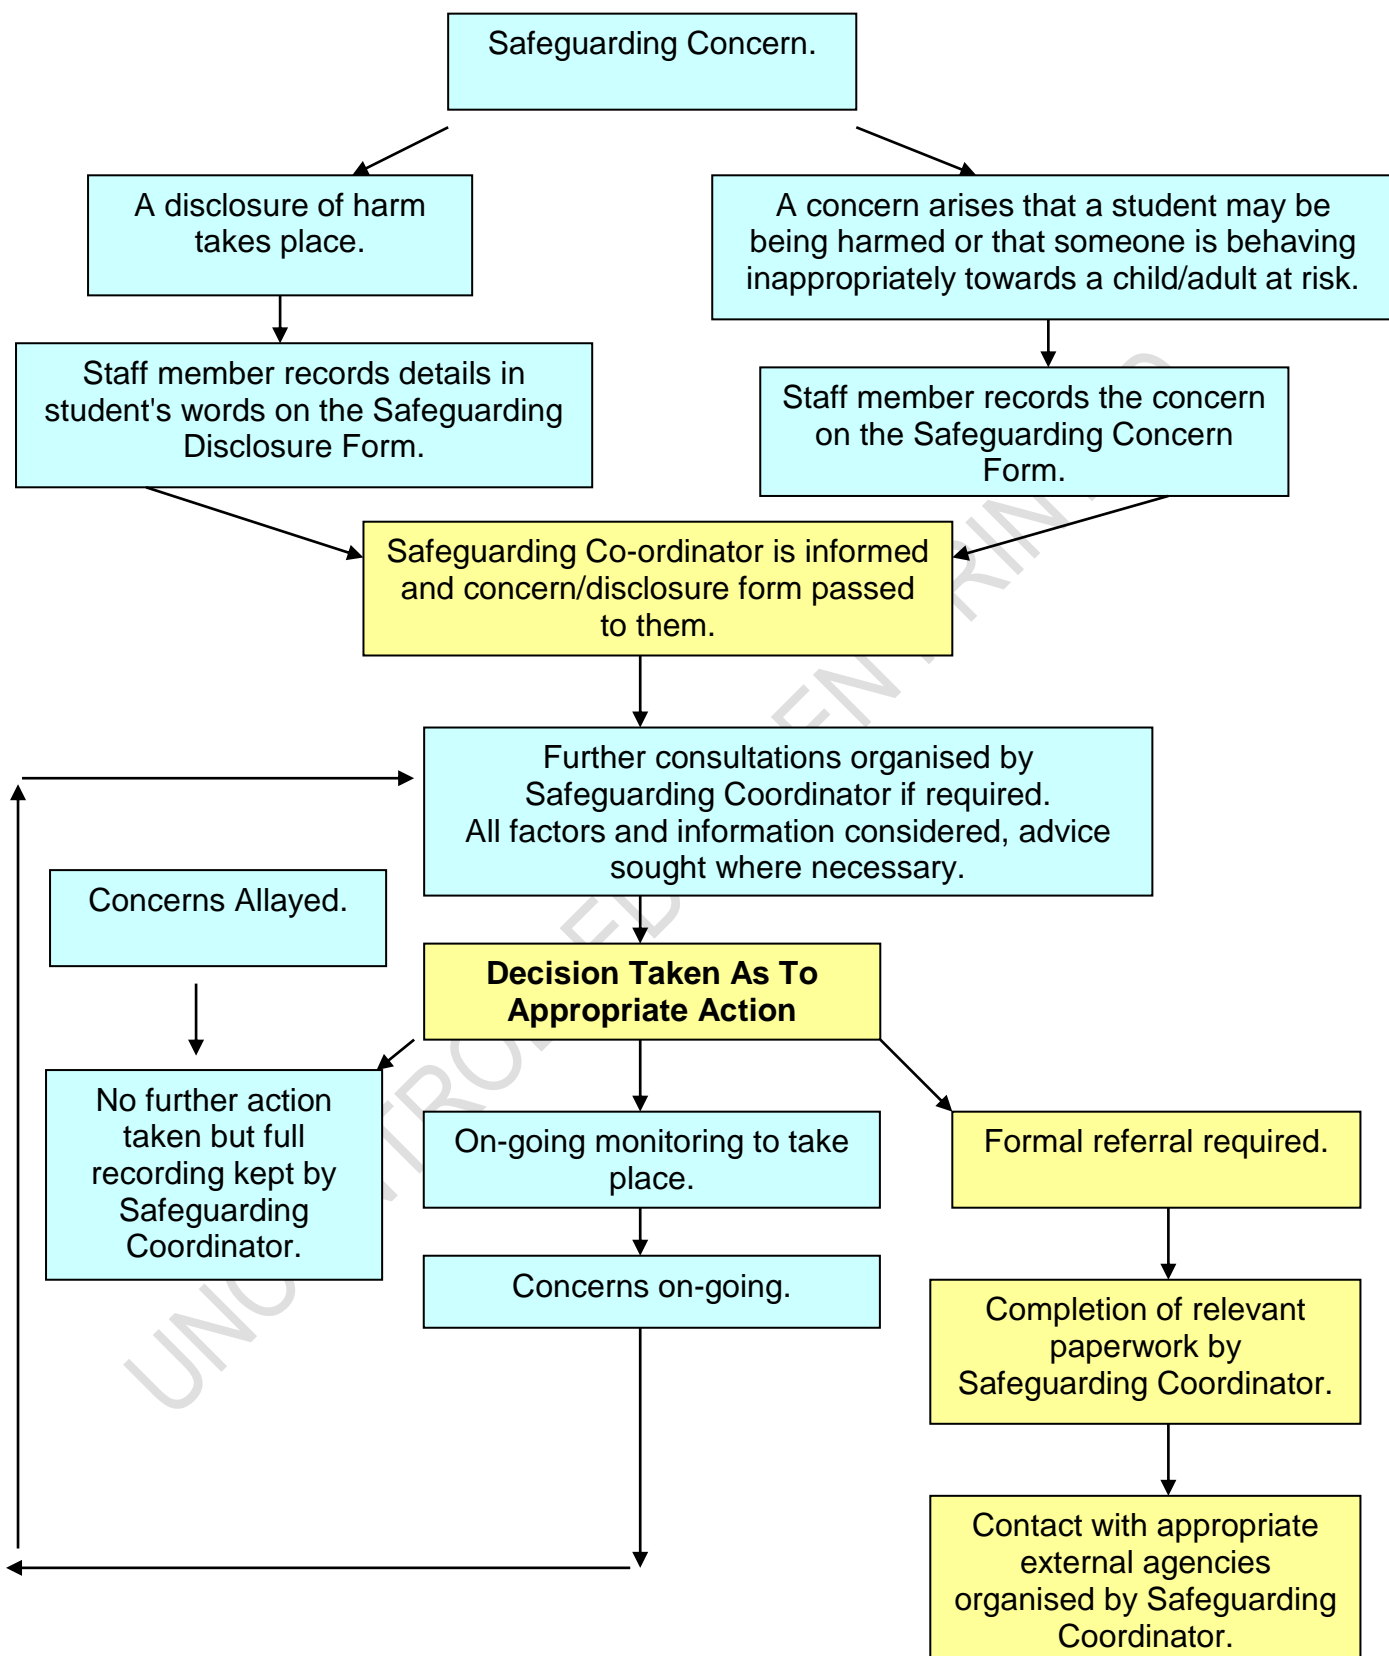 Safeguarding Concern.
A disclosure of harm
takes place.
A concern arises that a student may be
being harmed or that someone is behaving
inappropriately towards a child/adult at risk.
Staff member records details in
student's words on the Safeguarding
Disclosure Form.
Staff member records the concern
on the Safeguarding Concern
Form.
Safeguarding Co-ordinator is informed
and concern/disclosure form passed
to them.
Further consultations organised by
Safeguarding Coordinator if required.
All factors and information considered, advice
sought where necessary.
Concerns Allayed.
Decision Taken As To
Appropriate Action
No further action
taken but full
recording kept by
Safeguarding
Coordinator.
On-going monitoring to take
place.
Formal referral required.
Concerns on-going.
Completion of relevant
paperwork by
Safeguarding Coordinator.
Contact with appropriate
external agencies
organised by Safeguarding
Coordinator.